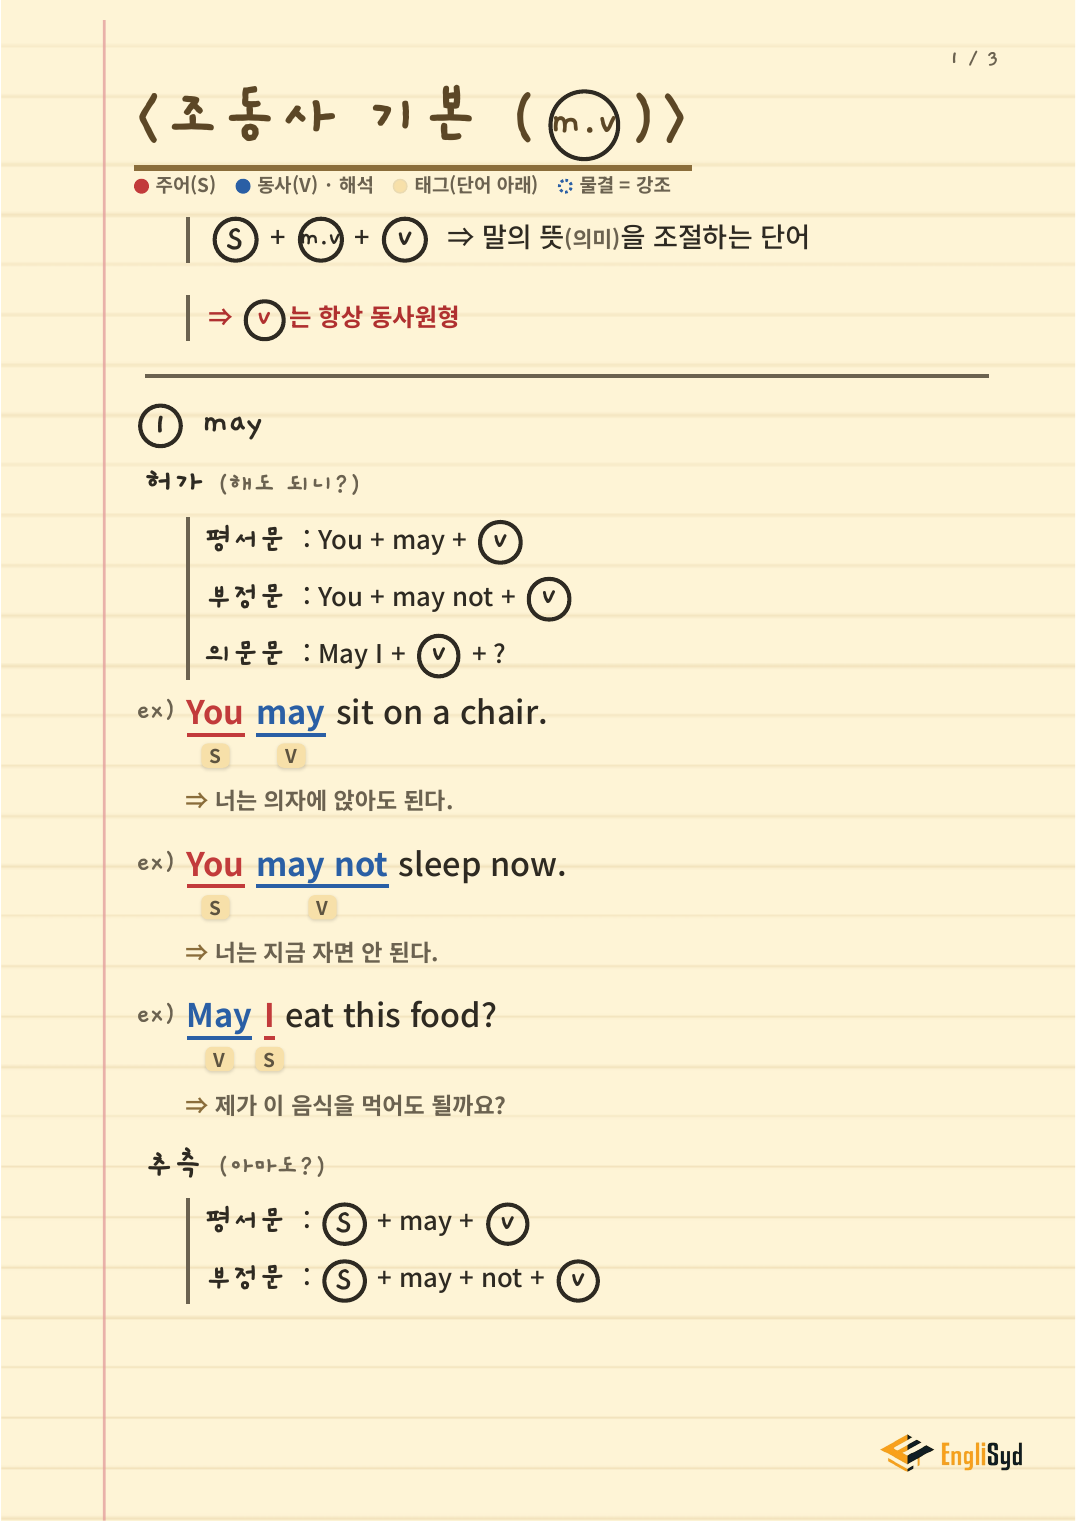 1 / 3
<조동사 기본 (m.v)>
주어(S) 동사(V) · 해석 태그(단어 아래) 물결 = 강조
S + m.v + v ⇒ 말의 뜻(의미)을 조절하는 단어
⇒ v는 항상 동사원형
1 may
허가 (해도 되니?)
평서문 : You + may + v
부정문 : You + may not + v
의문문 : May I + v + ?
ex) You may sit on a chair.
S V
⇒ 너는 의자에 앉아도 된다.
ex) You may not sleep now.
S V
⇒ 너는 지금 자면 안 된다.
ex) May I eat this food?
V S
⇒ 제가 이 음식을 먹어도 될까요?
추측 (아마도?)
평서문 : S + may + v
부정문 : S + may + not + v
EngliSyd